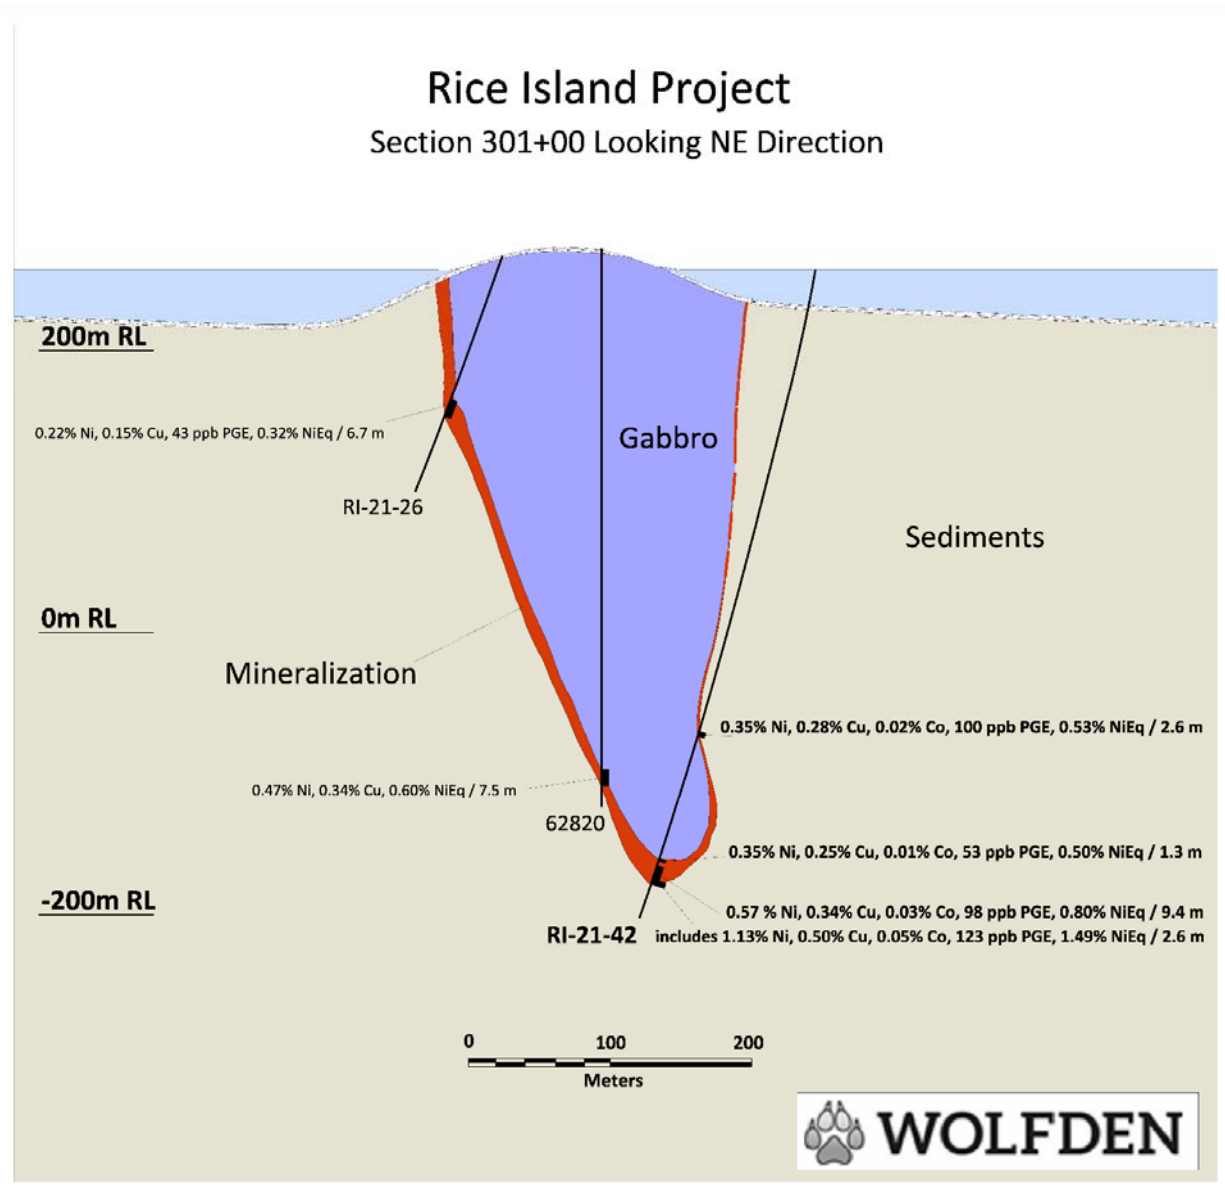 Rice Island Project
Section 301+00 Looking NE Direction
200m RL
0.22% Ni, 0.15% Cu, 43 ppb PGE, 0.32% NiEq / 6.7 m
Gabbro
RI-21-26
Sediments
0m RL
Mineralization
0.35% Ni, 0.28% Cu, 0.02% Co, 100 ppb PGE, 0.53% NiEq / 2.6 m
0.47% Ni, 0.34% Cu, 0.60% NiEq / 7.5 m
62820
0.35% Ni, 0.25% Cu, 0.01% Co, 53 ppb PGE, 0.50% NiEq / 1.3 m
-200m RL
0.57 % Ni, 0.34% Cu, 0.03% Co, 98 ppb PGE, 0.80% NiEq / 9.4 m
RI-21-42
includes 1.13% Ni, 0.50% Cu, 0.05% Co, 123 ppb PGE, 1.49% NiEq / 2.6 m
0 100 200
Meters
WOLFDEN